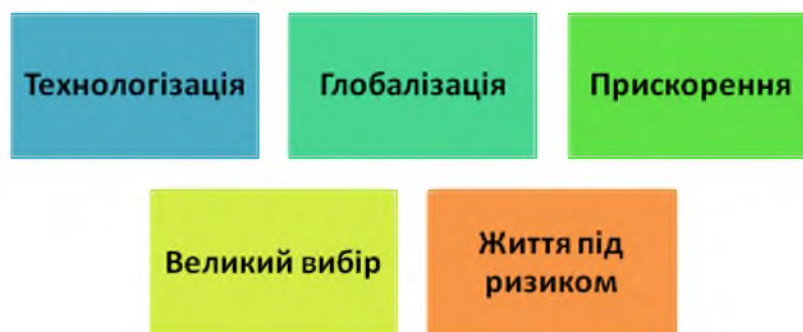 Технологізація
Глобалізація
Прискорення
Великий вибір
Життя під
ризиком